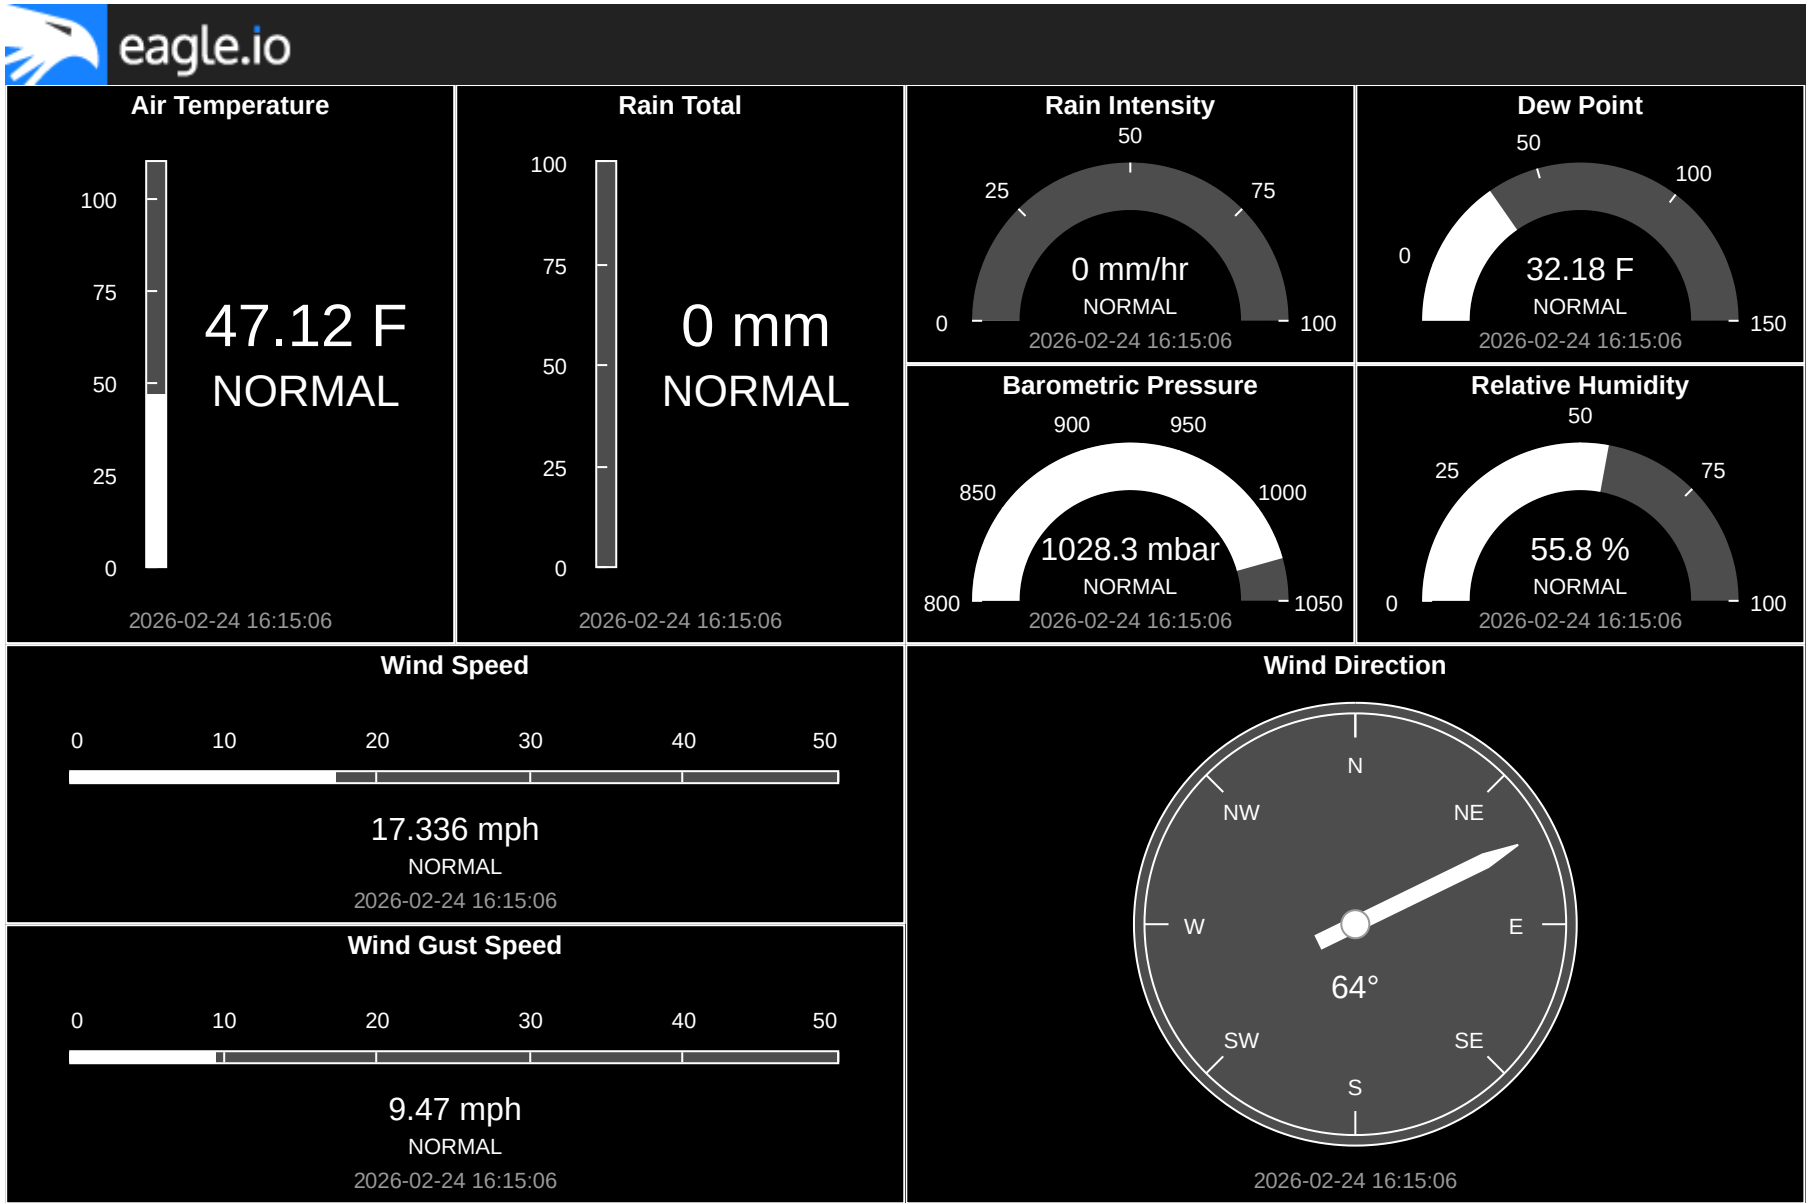 eagle.io
Air Temperature
100
75
50
25
0
47.12 F
NORMAL
2026-02-24 16:15:06
Rain Total
100
75
50
25
0
0 mm
NORMAL
2026-02-24 16:15:06
Rain Intensity
0
25
50
75
100
0 mm/hr
NORMAL
2026-02-24 16:15:06
Dew Point
0
50
100
150
32.18 F
NORMAL
2026-02-24 16:15:06
Barometric Pressure
800
850
900
950
1000
1050
1028.3 mbar
NORMAL
2026-02-24 16:15:06
Relative Humidity
0
25
50
75
100
55.8 %
NORMAL
2026-02-24 16:15:06
Wind Speed
0 10 20 30 40 50
17.336 mph
NORMAL
2026-02-24 16:15:06
Wind Gust Speed
0 10 20 30 40 50
9.47 mph
NORMAL
2026-02-24 16:15:06
Wind Direction
N
NW NE
W E
64°
SW SE
S
2026-02-24 16:15:06